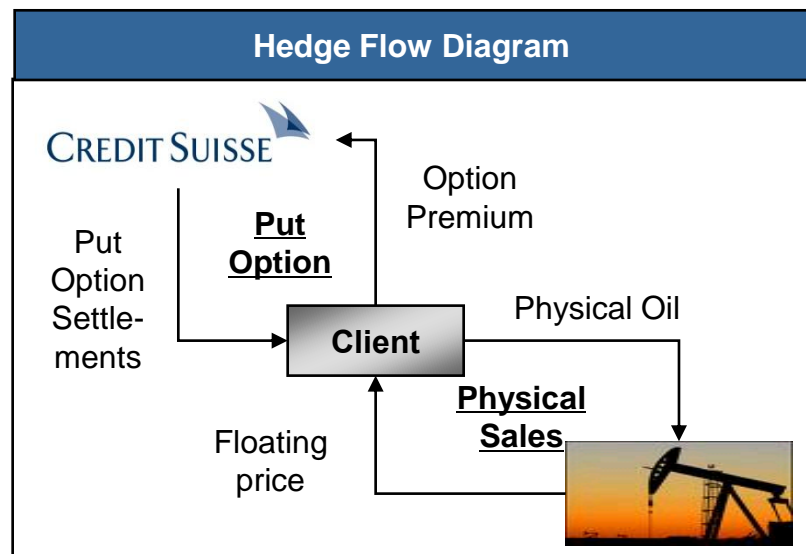 Hedge Flow Diagram
CREDIT SUISSE
Option
Premium
Put
Option
Put
Option
Settle-
ments
Physical Oil
Client
Physical
Sales
Floating
price